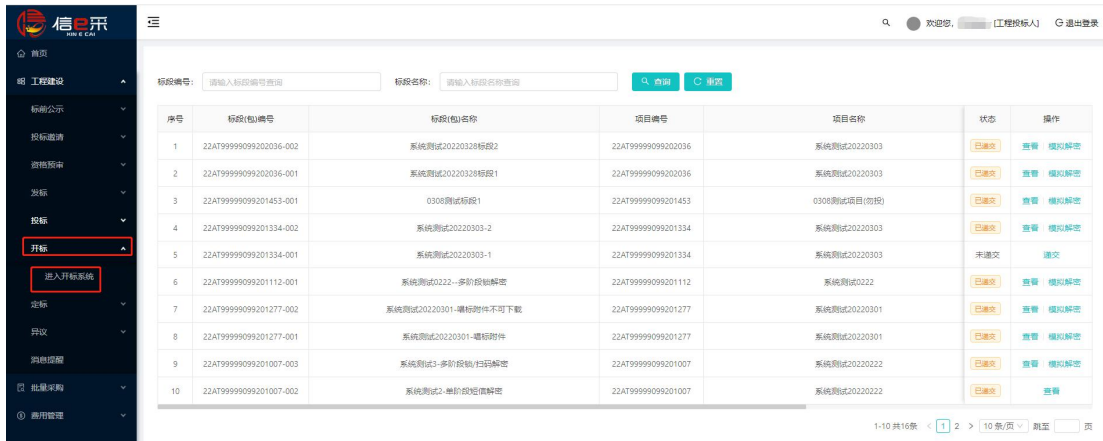 信e采
XIN E CAI
欢迎您, [工程投标人] 退出登录
首页
工程建设
标前公示
投标邀请
资格预审
发标
投标
开标
进入开标系统
定标
异议
消息提醒
批量采购
费用管理
标段编号: 请输入标段编号查询 标段名称: 请输入标段名称查询 查询 重置
序号 标段(包)编号 标段(包)名称 项目编号 项目名称 状态 操作
1 22AT99999099202036-002 系统测试20220328标段2 22AT99999099202036 系统测试20220303 已递交 查看 模拟解密
2 22AT99999099202036-001 系统测试20220328标段1 22AT99999099202036 系统测试20220303 已递交 查看 模拟解密
3 22AT99999099201453-001 0308测试标段1 22AT99999099201453 0308测试项目(勿投) 已递交 查看 模拟解密
4 22AT99999099201334-002 系统测试20220303-2 22AT99999099201334 系统测试20220303 已递交 查看 模拟解密
5 22AT99999099201334-001 系统测试20220303-1 22AT99999099201334 系统测试20220303 未递交 递交
6 22AT99999099201112-001 系统测试0222--多阶段锁解密 22AT99999099201112 系统测试0222 已递交 查看 模拟解密
7 22AT99999099201277-002 系统测试20220301-唱标附件不可下载 22AT99999099201277 系统测试20220301 已递交 查看 模拟解密
8 22AT99999099201277-001 系统测试20220301-唱标附件 22AT99999099201277 系统测试20220301 已递交 查看 模拟解密
9 22AT99999099201007-003 系统测试3-多阶段锁/扫码解密 22AT99999099201007 系统测试20220222 已递交 查看 模拟解密
10 22AT99999099201007-002 系统测试2-单阶段短信解密 22AT99999099201007 系统测试20220222 已递交 查看
1-10 共16条 < 1 2 > 10 条/页 跳至 页